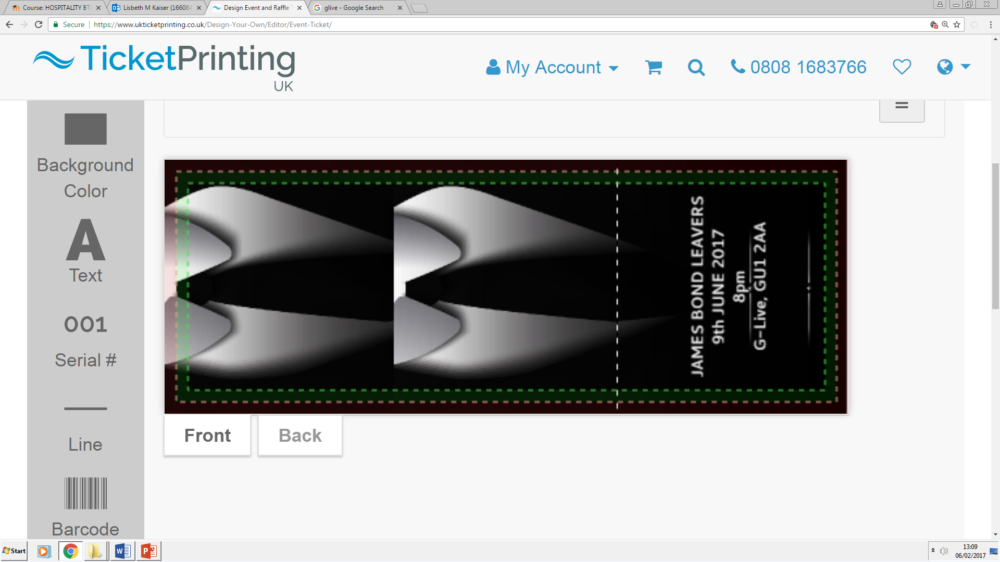 Course: HOSPITALITY BTE
Lisbeth M Kaiser (16608
Design Event and Raffle T
glive - Google Search
Secure
https://www.ukticketprinting.co.uk/Design-Your-Own/Editor/Event-Ticket/
TicketPrinting
UK
My Account
0808 1683766
Background
Color
A
Text
001
Serial #
Line
Barcode
JAMES BOND LEAVERS
9th JUNE 2017
8pm
G-Live, GU1 2AA
Front
Back
Start
13:09
06/02/2017